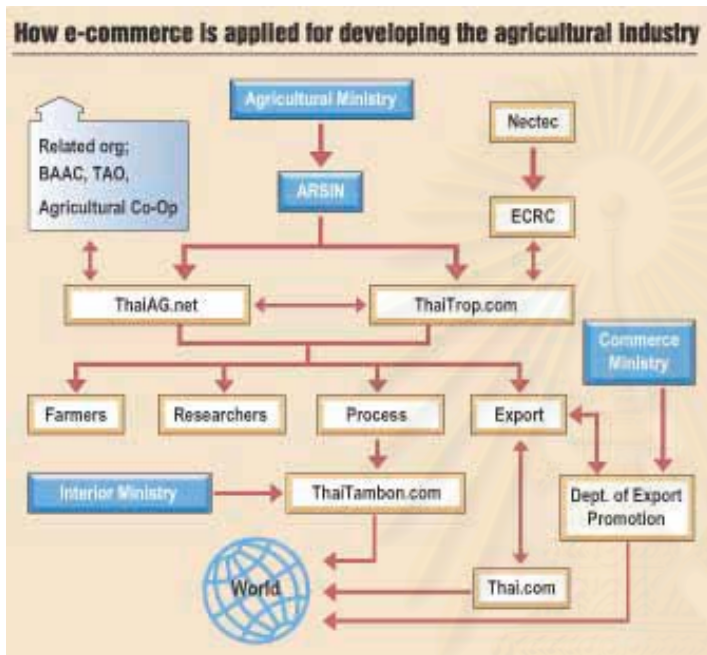 How e-commerce is applied for developing the agricultural industry
Agricultural Ministry
Nectec
Related org;
BAAC, TAO,
Agricultural Co-Op
ARSIN
ECRC
ThaiAG.net
ThaiTrop.com
Commerce
Ministry
Farmers
Researchers
Process
Export
Interior Ministry
ThaiTambon.com
Dept. of Export
Promotion
World
Thai.com